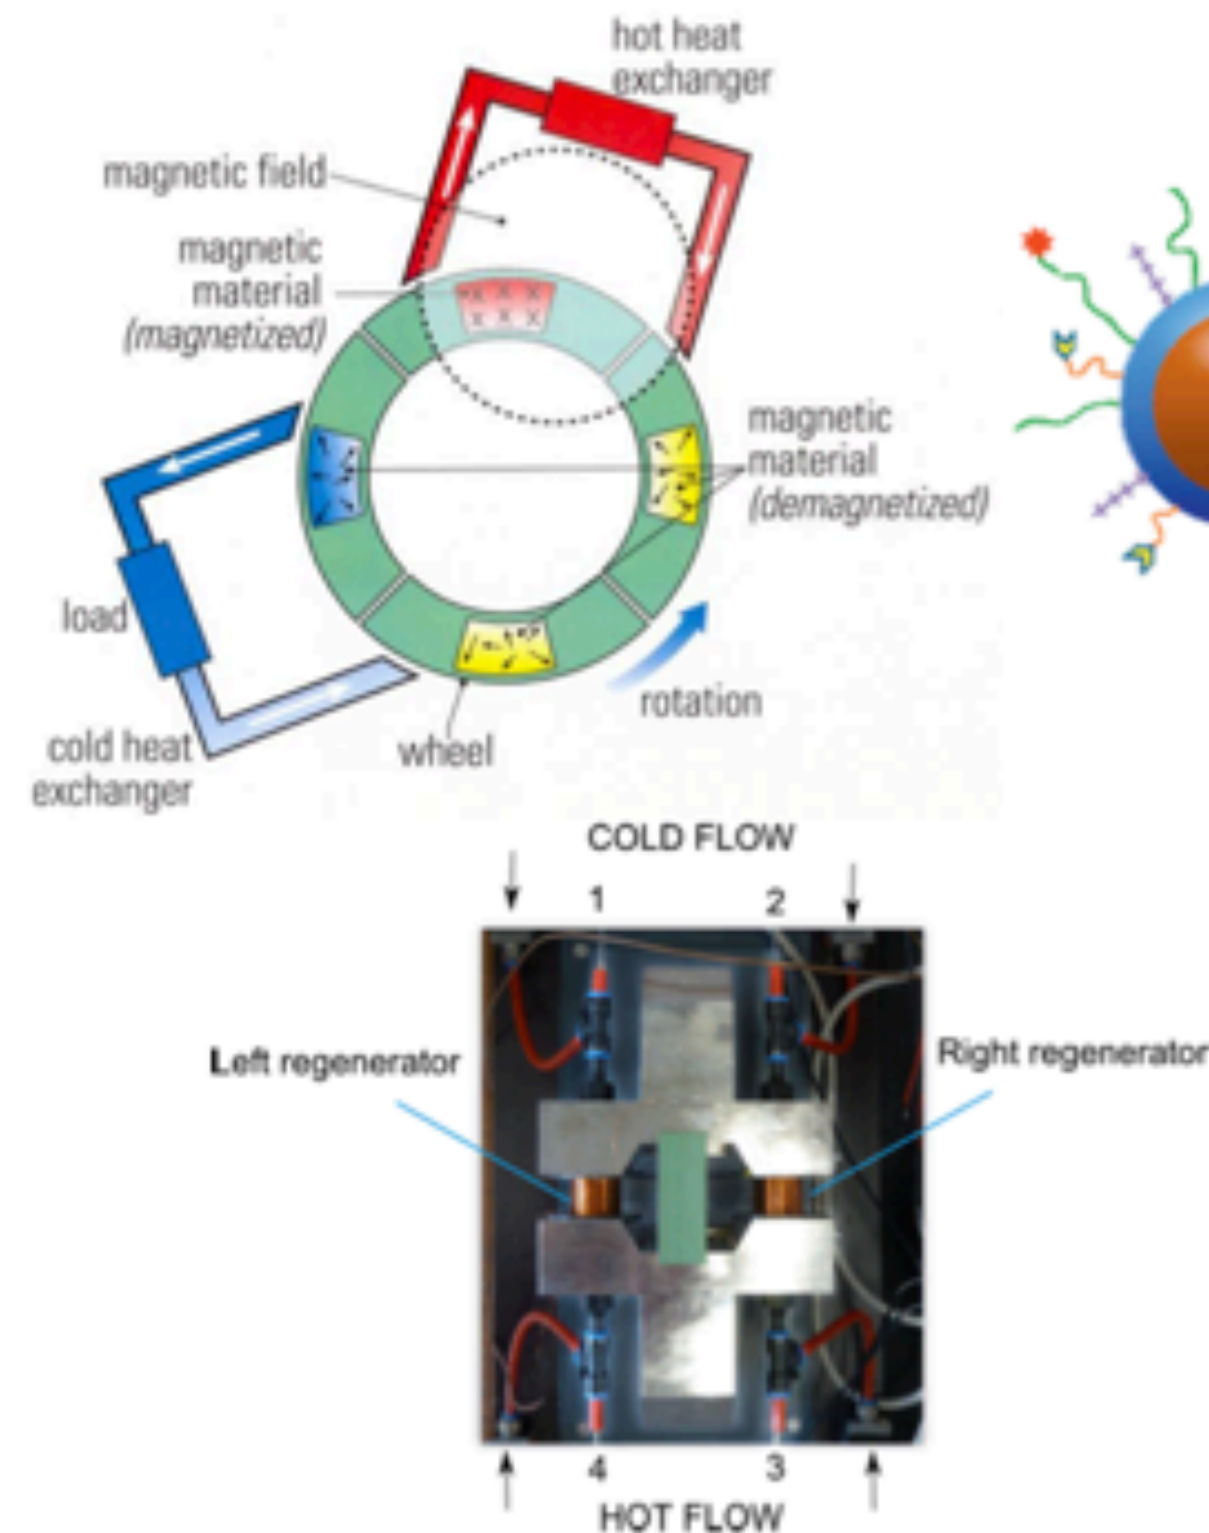 hot heat
exchanger
magnetic field
magnetic
material
(magnetized)
magnetic
material
(demagnetized)
load
cold heat
exchanger
wheel
rotation
COLD FLOW
1
2
Left regenerator
Right regenerator
4
3
HOT FLOW